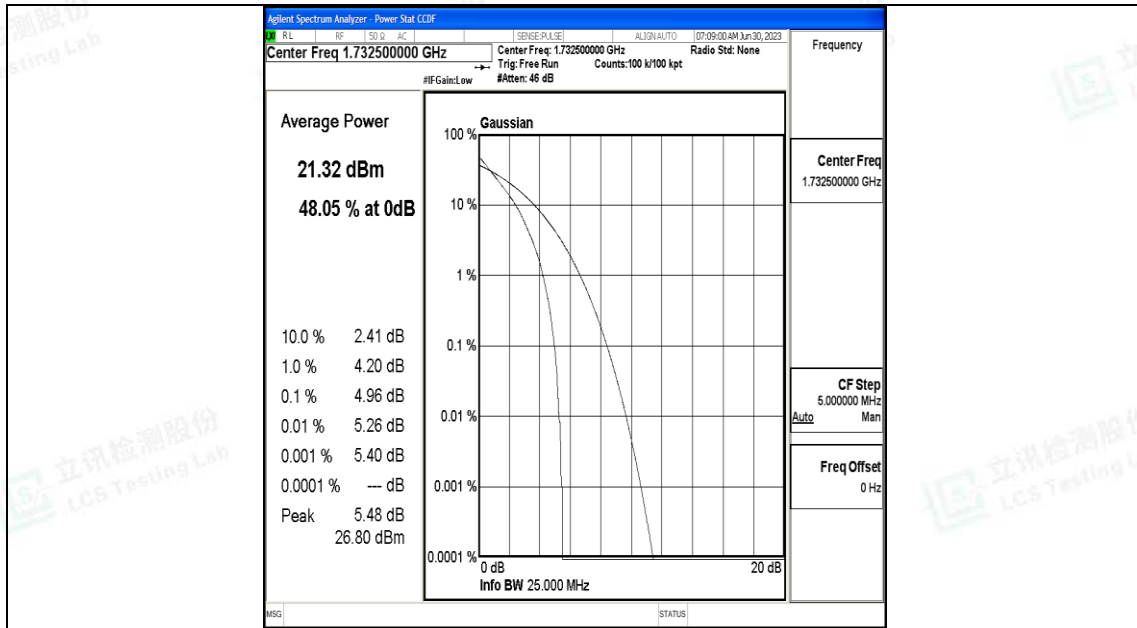 Agilent Spectrum Analyzer - Power Stat CCDF
RL RF 50 Ω AC SENSE:PULSE ALIGNAUTO 07:09:00 AM Jun 30, 2023
Center Freq 1.732500000 GHz
Center Freq: 1.732500000 GHz
Radio Std: None
Trig: Free Run
Counts:100 k/100 kpt
#IFGain:Low
#Atten: 46 dB
Average Power
21.32 dBm
48.05 % at 0dB
10.0 % 2.41 dB
1.0 % 4.20 dB
0.1 % 4.96 dB
0.01 % 5.26 dB
0.001 % 5.40 dB
0.0001 % --- dB
Peak 5.48 dB
26.80 dBm
Gaussian
100 %
10 %
1 %
0.1 %
0.01 %
0.001 %
0.0001 %
0 dB
20 dB
Info BW 25.000 MHz
Frequency
Center Freq
1.732500000 GHz
CF Step
5.000000 MHz
Auto Man
Freq Offset
0 Hz
MSG
STATUS
立讯检测股份
LCS Testing Lab
立讯检测股份